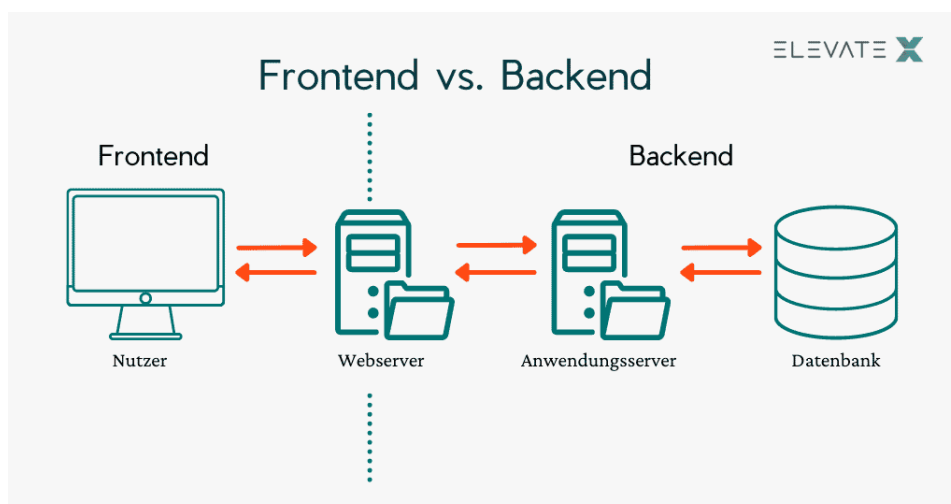 ELEVATE X
Frontend vs. Backend
Frontend
Backend
Nutzer
Webserver
Anwendungsserver
Datenbank